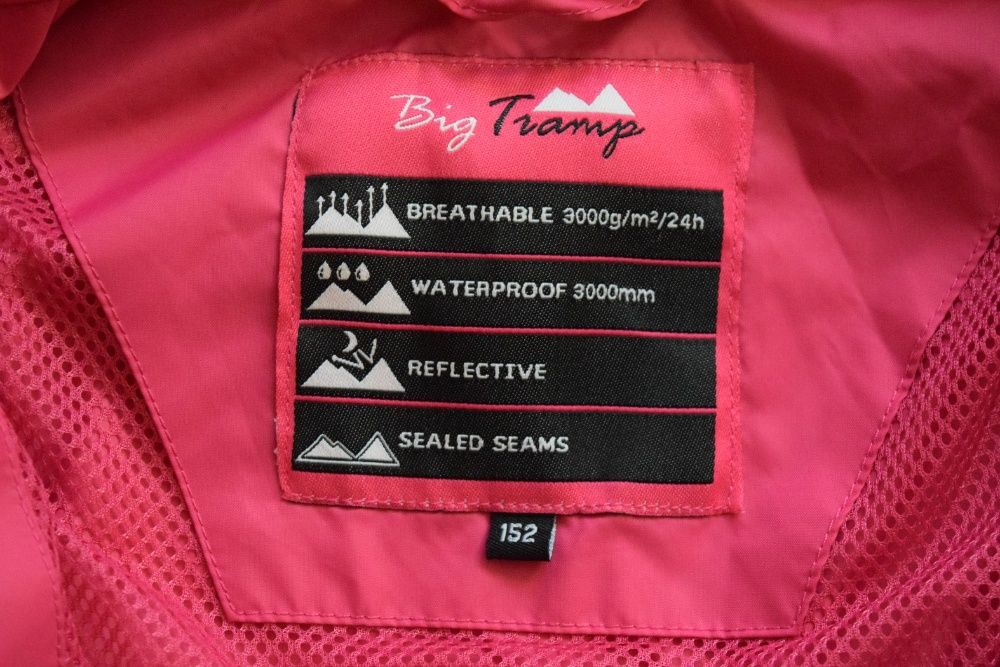 Big Tramp
BREATHABLE 3000g/m²/24h
WATERPROOF 3000mm
REFLECTIVE
SEALED SEAMS
152